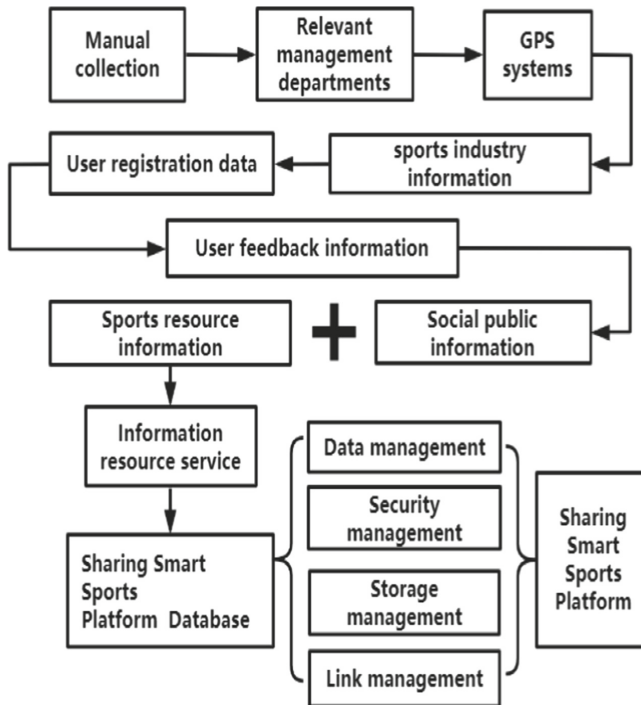 Manual
collection
Relevant
management
departments
GPS
systems
User registration data
sports industry
information
User feedback information
Sports resource
information
Social public
information
Information
resource service
Data management
Security
management
Sharing Smart
Sports
Platform Database
Storage
management
Link management
Sharing
Smart
Sports
Platform